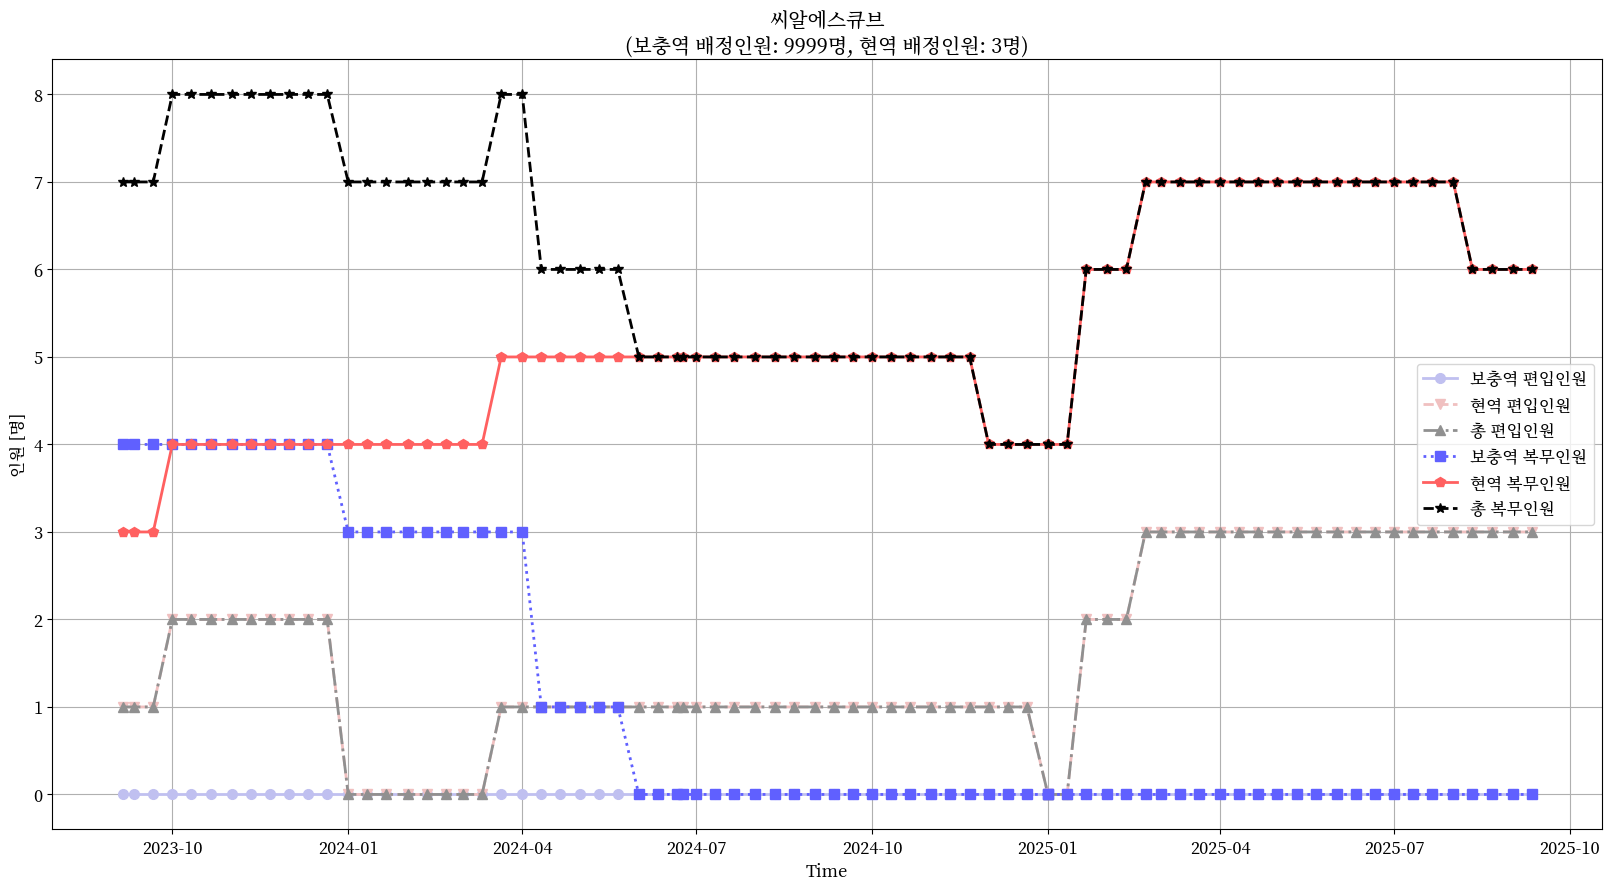 씨알에스큐브
(보충역 배정인원: 9999명, 현역 배정인원: 3명)
인원 [명]
8
7
6
5
4
3
2
1
0
보충역 편입인원
현역 편입인원
총 편입인원
보충역 복무인원
현역 복무인원
총 복무인원
2023-10
2024-01
2024-04
2024-07
2024-10
2025-01
2025-04
2025-07
2025-10
Time